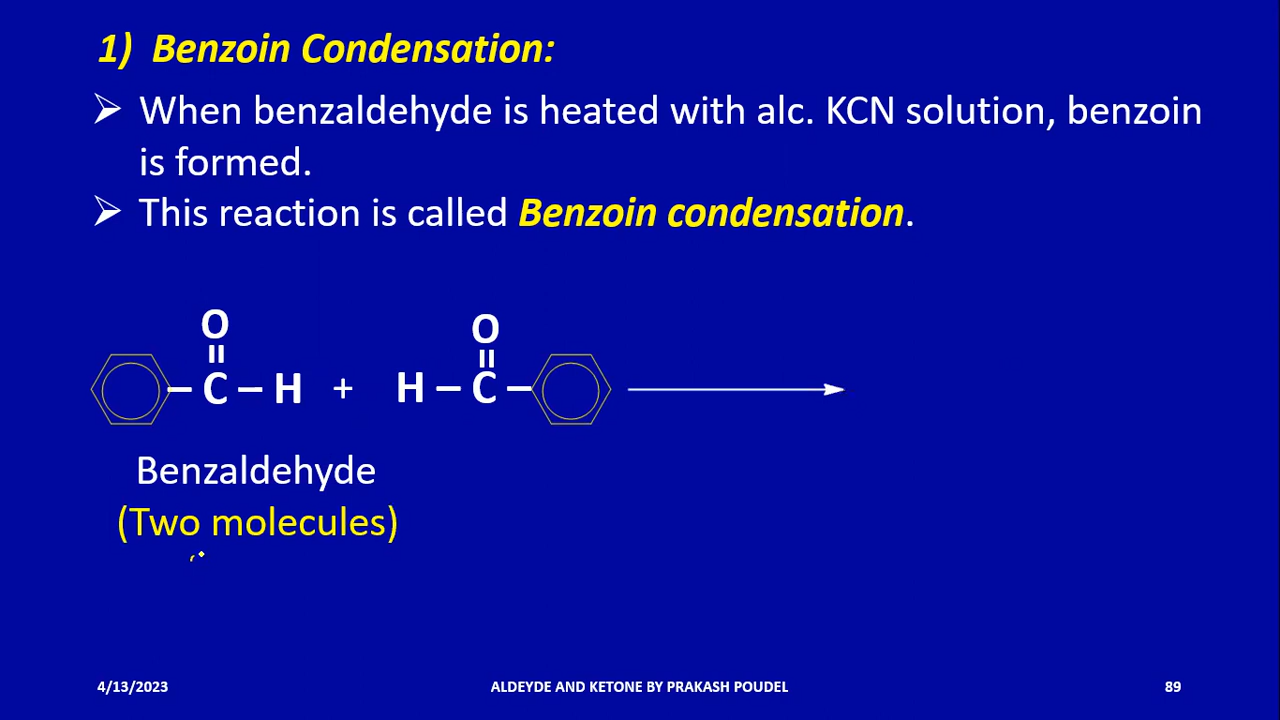 1) Benzoin Condensation:
➢ When benzaldehyde is heated with alc. KCN solution, benzoin
is formed.
➢ This reaction is called Benzoin condensation.
O O
C – H + H – C
Benzaldehyde
(Two molecules)
4/13/2023 ALDEYDE AND KETONE BY PRAKASH POUDEL 89